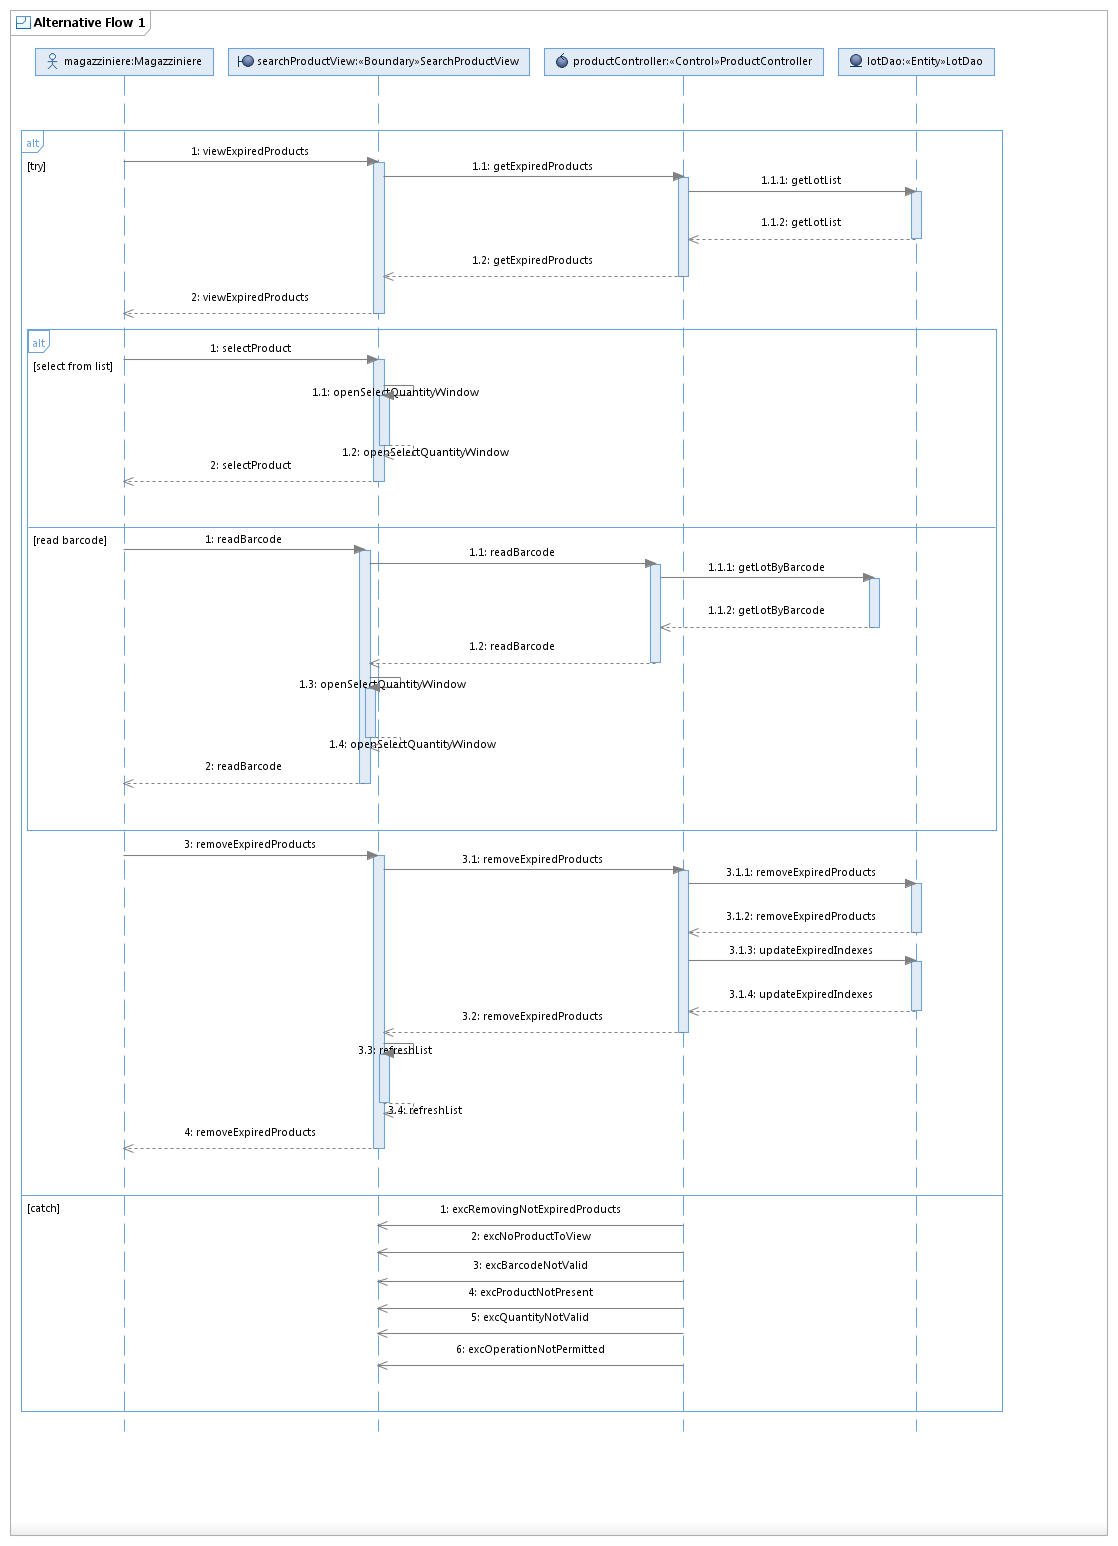 Alternative Flow 1
magazziniere:Magazziniere
searchProductView:«Boundary»SearchProductView
productController:«Control»ProductController
lotDao:«Entity»LotDao
alt
[try]
1: viewExpiredProducts
1.1: getExpiredProducts
1.1.1: getLotList
1.1.2: getLotList
1.2: getExpiredProducts
2: viewExpiredProducts
alt
[select from list]
1: selectProduct
1.1: openSelectQuantityWindow
1.2: openSelectQuantityWindow
2: selectProduct
[read barcode]
1: readBarcode
1.1: readBarcode
1.1.1: getLotByBarcode
1.1.2: getLotByBarcode
1.2: readBarcode
1.3: openSelectQuantityWindow
1.4: openSelectQuantityWindow
2: readBarcode
3: removeExpiredProducts
3.1: removeExpiredProducts
3.1.1: removeExpiredProducts
3.1.2: removeExpiredProducts
3.1.3: updateExpiredIndexes
3.1.4: updateExpiredIndexes
3.2: removeExpiredProducts
3.3: refreshList
3.4: refreshList
4: removeExpiredProducts
[catch]
1: excRemovingNotExpiredProducts
2: excNoProductToView
3: excBarcodeNotValid
4: excProductNotPresent
5: excQuantityNotValid
6: excOperationNotPermitted